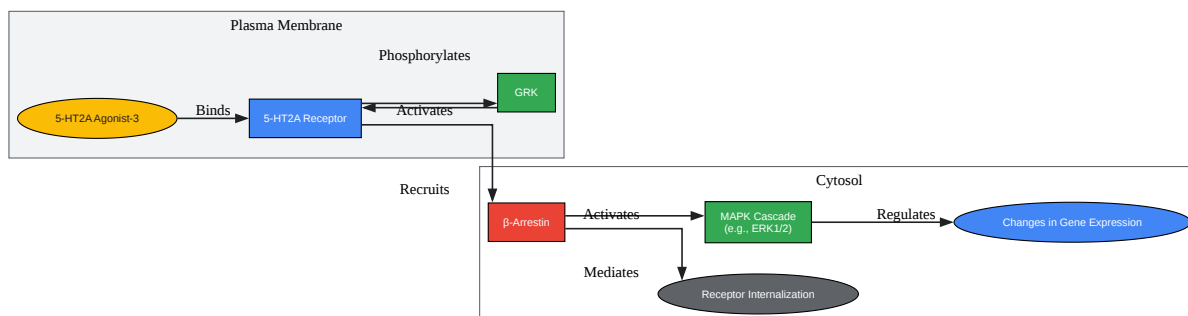 Plasma Membrane
Phosphorylates
GRK
5-HT2A Agonist-3
Binds
5-HT2A Receptor
Activates
Recruits
Cytosol
β-Arrestin
Activates
MAPK Cascade
(e.g., ERK1/2)
Regulates
Changes in Gene Expression
Mediates
Receptor Internalization